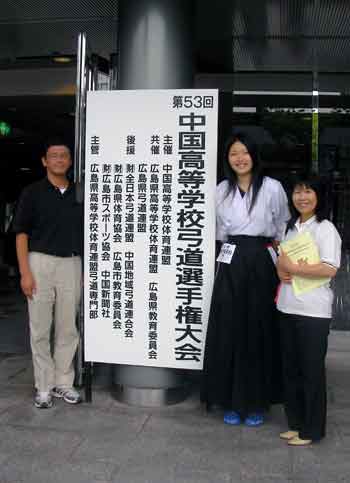 第53回
中国高等学校弓道選手権大会
主催 中国高等学校体育連盟
共催 広島県高等学校体育連盟 広島県教育委員会
広島県弓道連盟
後援 財全日本弓道連盟 中国地域弓道連合会
財広島県体育協会 広島市教育委員会
財広島市スポーツ協会 中国新聞社
主管 広島県高等学校体育連盟弓道専門部